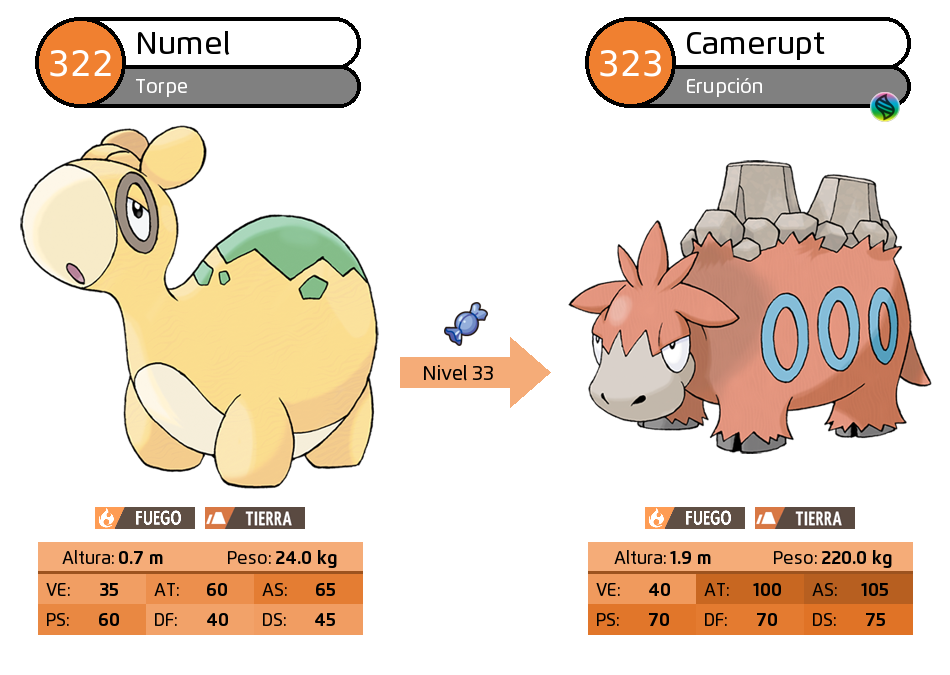 322
Numel
Torpe
323
Camerupt
Erupción
Nivel 33
FUEGO TIERRA
Altura: 0.7 m Peso: 24.0 kg
VE: 35 AT: 60 AS: 65
PS: 60 DF: 40 DS: 45
FUEGO TIERRA
Altura: 1.9 m Peso: 220.0 kg
VE: 40 AT: 100 AS: 105
PS: 70 DF: 70 DS: 75